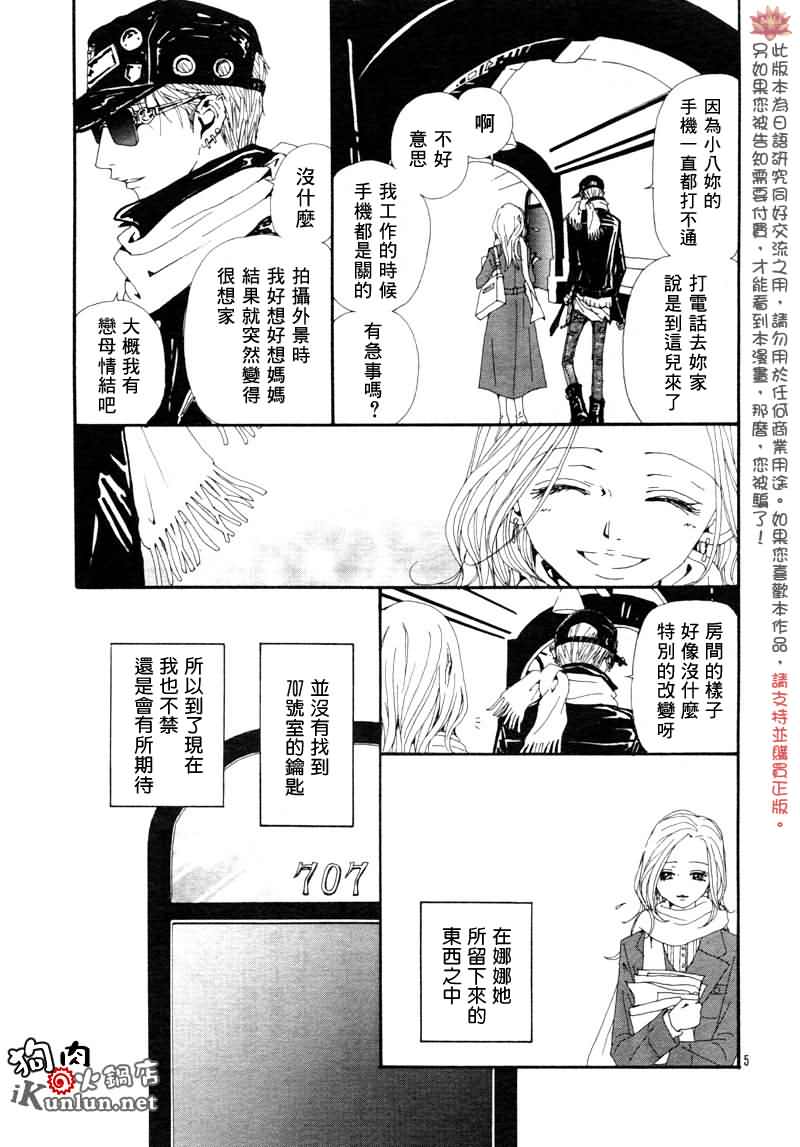 因為小八妳的
手機一直都打不通
打電話去妳家
說是到這兒來了
啊
不好
意思
我工作的時候
手機都是關的
有急事嗎？
沒什麼
拍攝外景時
我好想好想媽媽
結果就突然變得
很想家
大概我有
戀母情結吧
房間的樣子
好像沒什麼
特別的改變呀
在娜娜她
所留下來的
東西之中
並沒有找到
707號室的鑰匙
所以到了現在
我也不禁
還是會有所期待
707
5
此版本為日語研究同好交流之用，請勿用於任何商業用途。如果您喜歡本作品，請支持並購買正版。
另如果您被告知需要付費，才能看到本漫畫，那麼，您被騙了！
狗肉
火鍋店
iKunlun.net